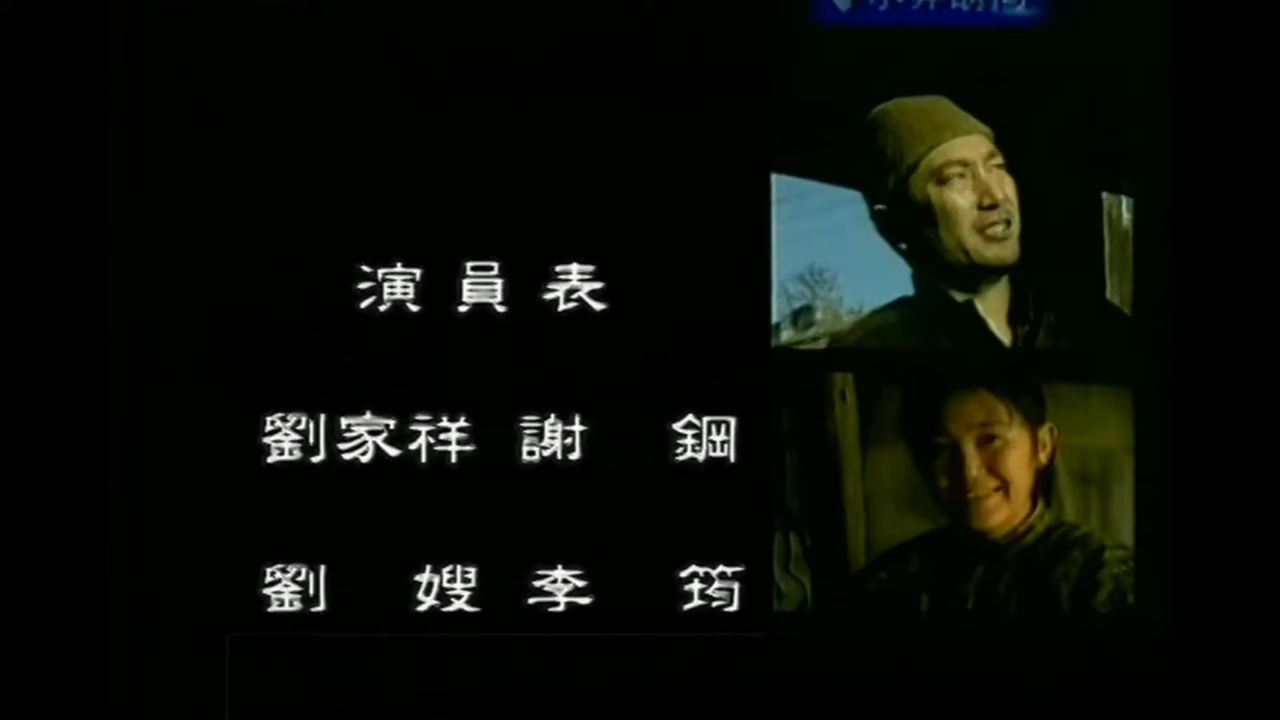 演員表
劉家祥 謝 鋼
劉 嫂 李 筠